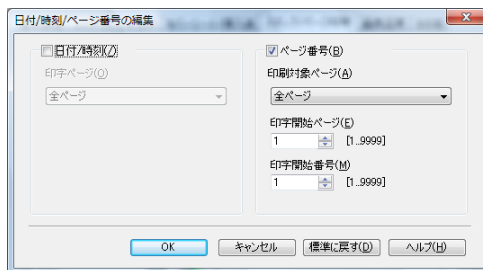 日付/時刻/ページ番号の編集
日付/時刻(Z)
印字ページ(O)
全ページ
ページ番号(B)
印刷対象ページ(A)
全ページ
印字開始ページ(E)
1 [1..9999]
印字開始番号(M)
1 [1..9999]
OK キャンセル 標準に戻す(D) ヘルプ(H)